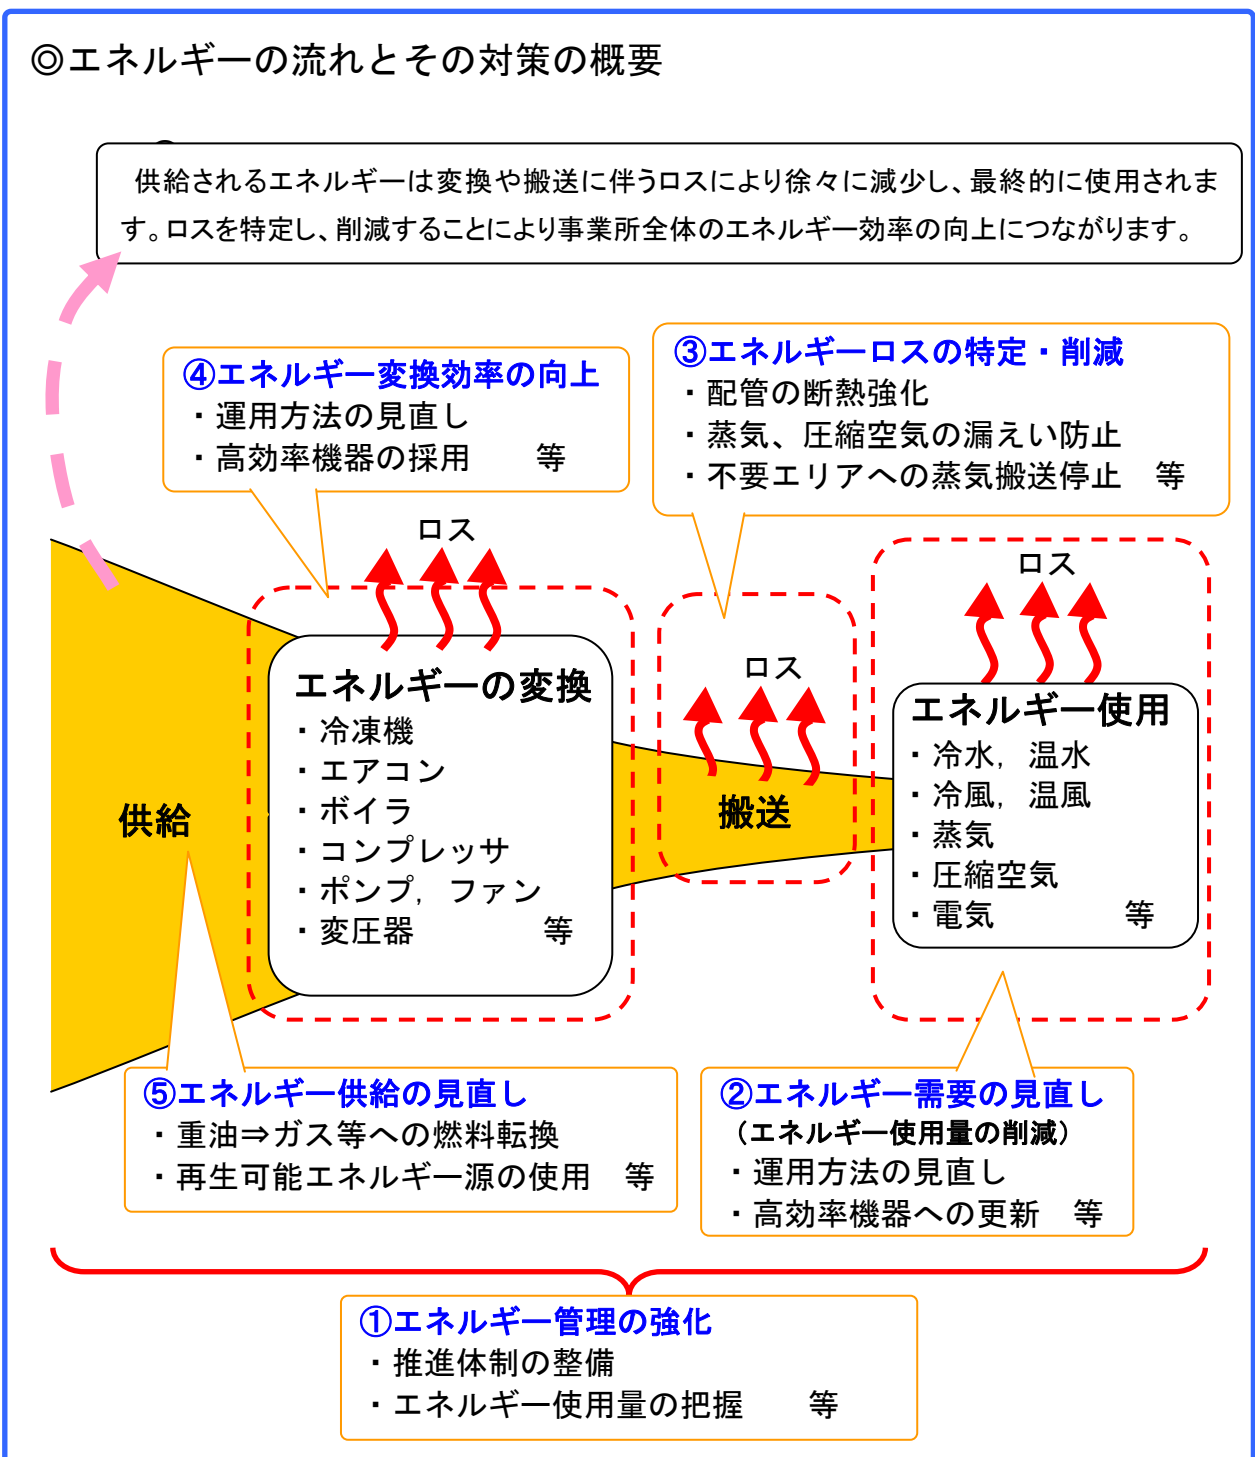 ◎エネルギーの流れとその対策の概要
供給されるエネルギーは変換や搬送に伴うロスにより徐々に減少し、最終的に使用されま
す。ロスを特定し、削減することにより事業所全体のエネルギー効率の向上につながります。
④エネルギー変換効率の向上
・運用方法の見直し
・高効率機器の採用　　等
③エネルギーロスの特定・削減
・配管の断熱強化
・蒸気、圧縮空気の漏えい防止
・不要エリアへの蒸気搬送停止　等
ロス
ロス
ロス
供給
エネルギーの変換
・冷凍機
・エアコン
・ボイラ
・コンプレッサ
・ポンプ，ファン
・変圧器　　　　等
搬送
エネルギー使用
・冷水，温水
・冷風，温風
・蒸気
・圧縮空気
・電気　　　　等
⑤エネルギー供給の見直し
・重油⇒ガス等への燃料転換
・再生可能エネルギー源の使用　等
②エネルギー需要の見直し
（エネルギー使用量の削減）
・運用方法の見直し
・高効率機器への更新　等
①エネルギー管理の強化
・推進体制の整備
・エネルギー使用量の把握　　等